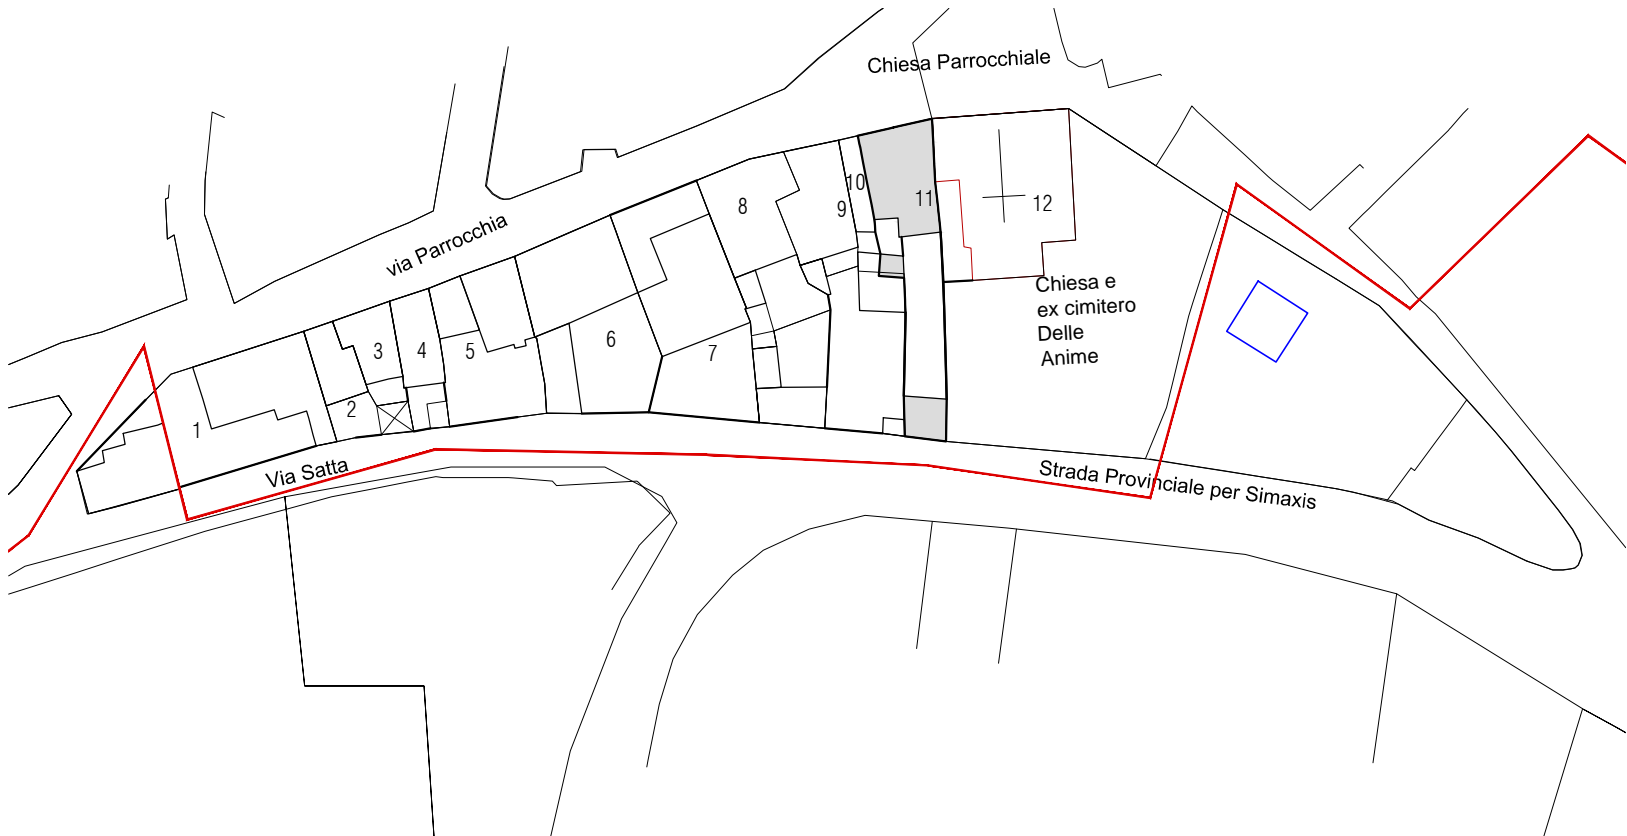 Chiesa Parrocchiale
via Parrocchia
10
11
12
8
9
Chiesa e
ex cimitero
Delle
Anime
3
4
5
6
7
2
1
Via Satta
Strada Provinciale per Simaxis